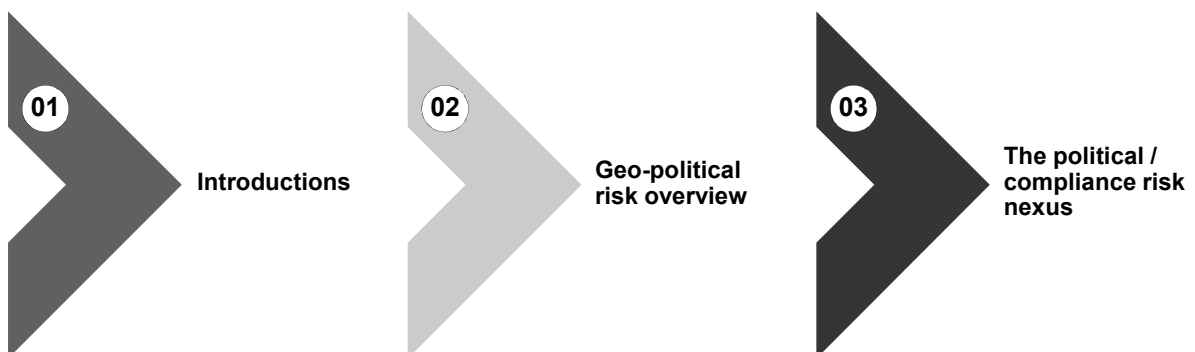 01
Introductions
02
Geo-political
risk overview
03
The political /
compliance risk
nexus